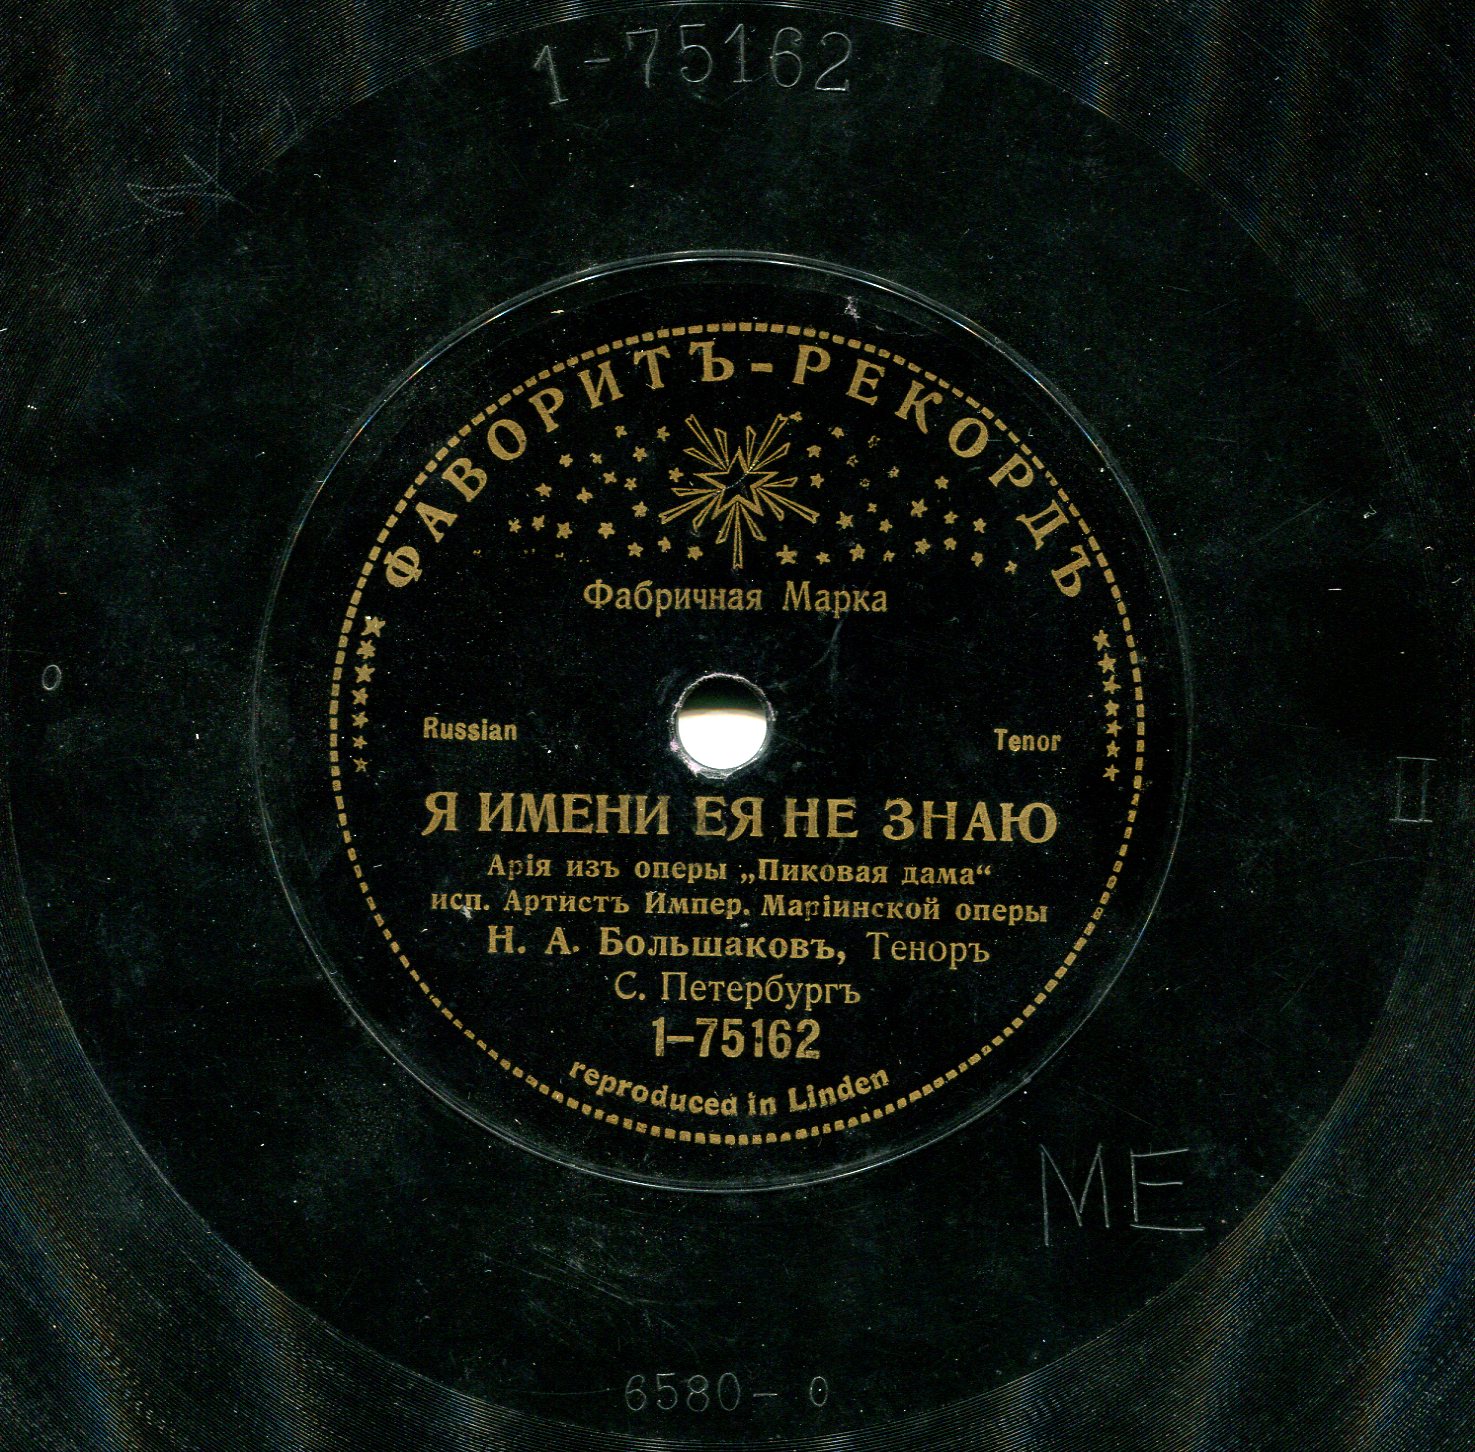 1-75162
ФАВОРИТЪ-РЕКОРДЪ
Фабричная Марка
Russian
Tenor
Я ИМЕНИ ЕЯ НЕ ЗНАЮ
Арія изъ оперы „Пиковая дама“
исп. Артистъ Импер. Маріинской оперы
Н. А. Большаковъ, Теноръ
С. Петербургъ
1-75162
reproduced in Linden
o
II
ME
6580- o